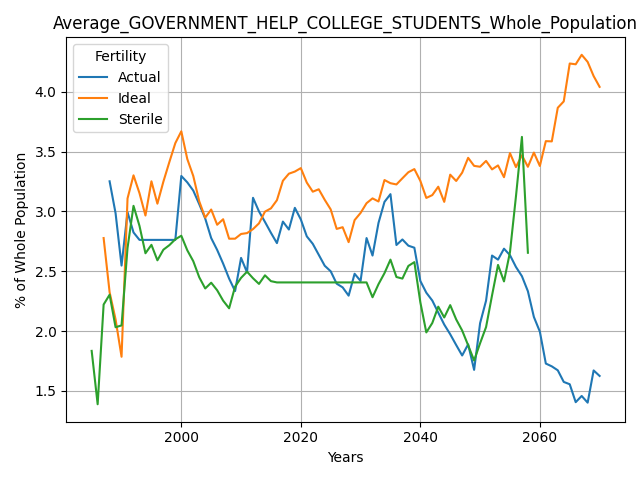 Average_GOVERNMENT_HELP_COLLEGE_STUDENTS_Whole_Population
Fertility
Actual
Ideal
Sterile
% of Whole Population
4.0
3.5
3.0
2.5
2.0
1.5
2000
2020
2040
2060
Years